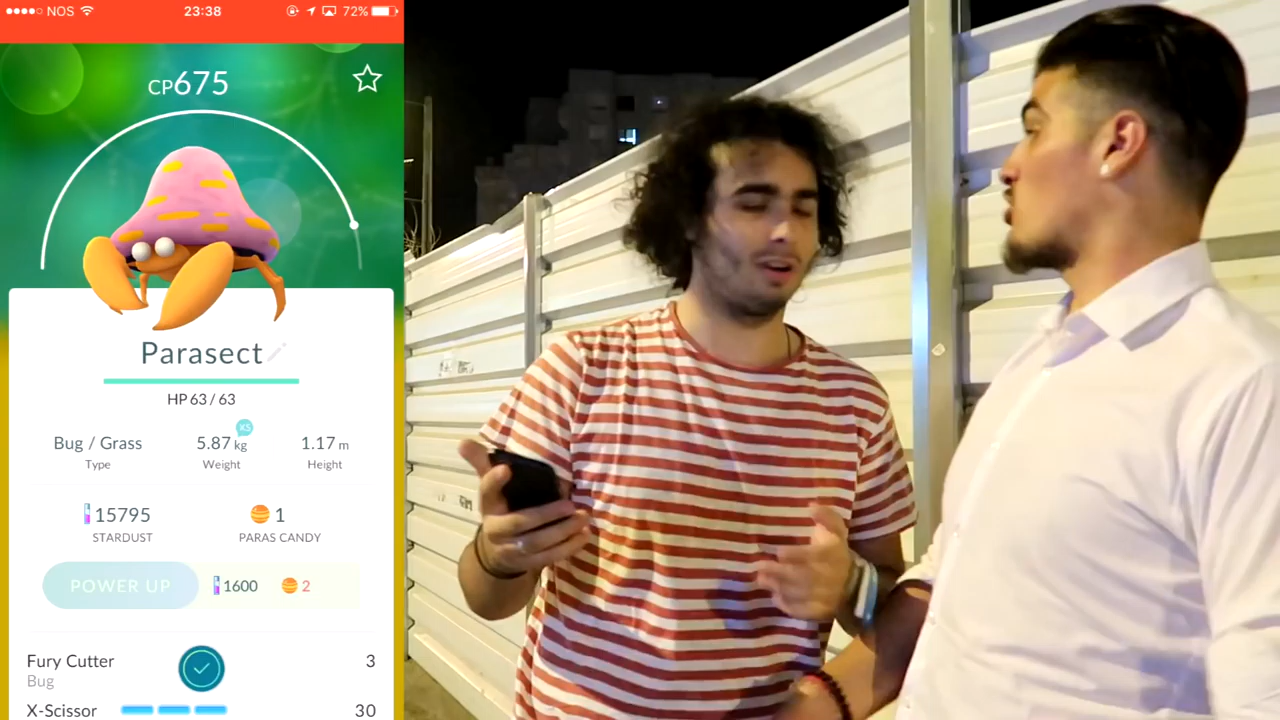 NOS 23:38 72%
CP675
Parasect
HP 63 / 63
XS
Bug / Grass 5.87 kg 1.17 m
Type Weight Height
15795 1
STARDUST PARAS CANDY
POWER UP 1600 2
Fury Cutter 3
Bug
X-Scissor 30